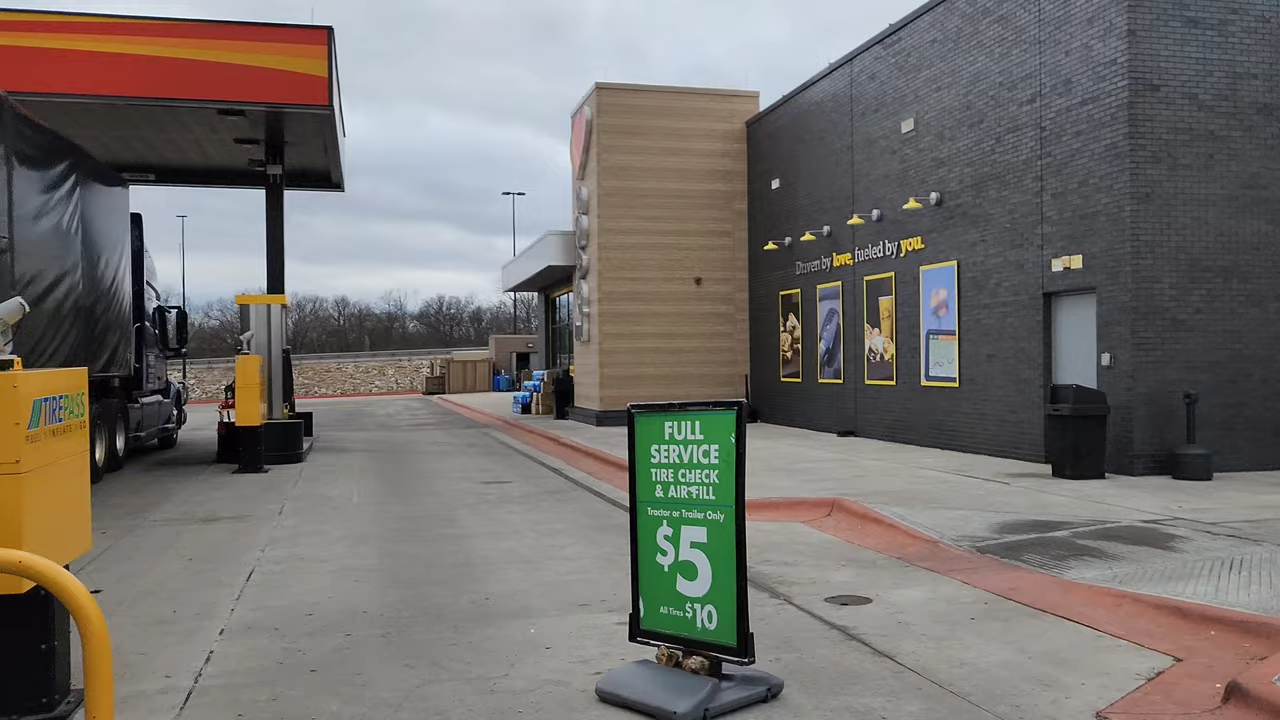 TIREPASS
Driven by love, fueled by you.
FULL
SERVICE
TIRE CHECK
& AIR FILL
Tractor or Trailer Only
$5
All Tires $10